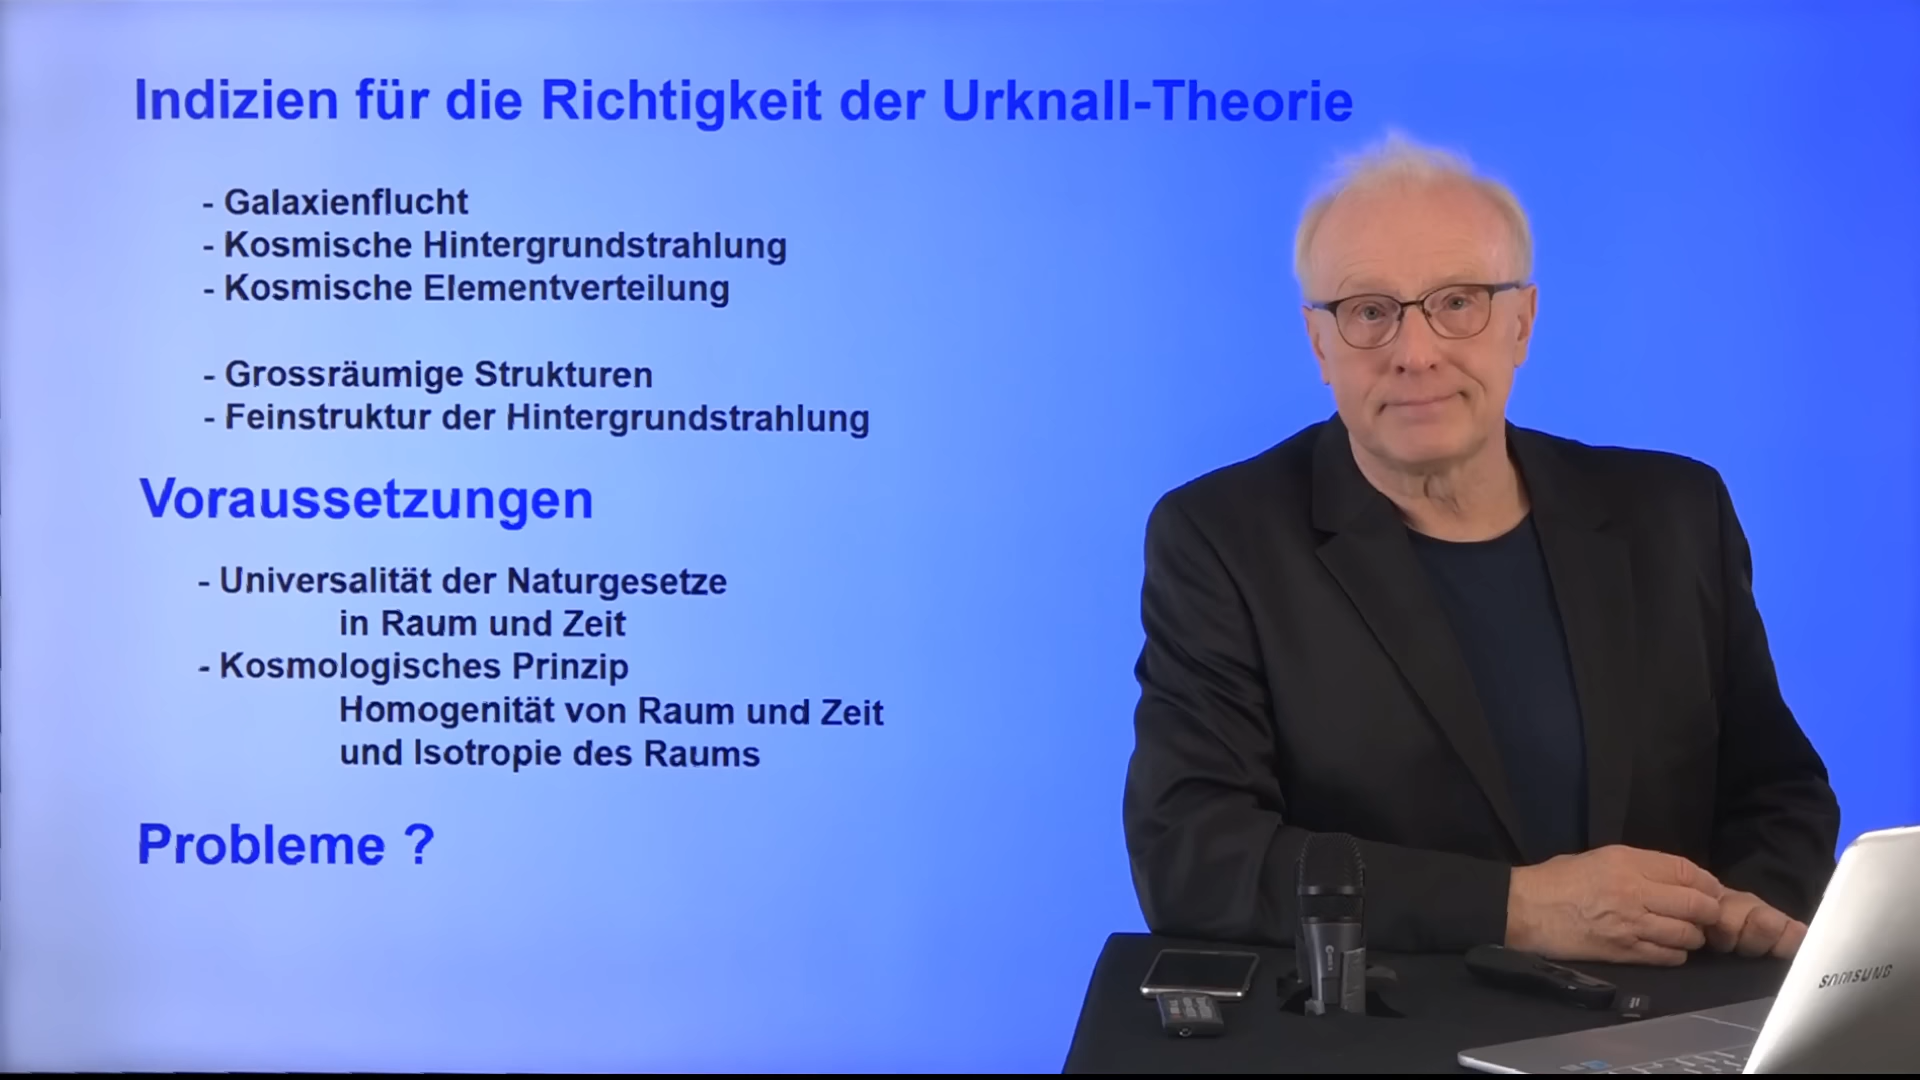 Indizien für die Richtigkeit der Urknall-Theorie
- Galaxienflucht
- Kosmische Hintergrundstrahlung
- Kosmische Elementverteilung
- Grossräumige Strukturen
- Feinstruktur der Hintergrundstrahlung
Voraussetzungen
- Universalität der Naturgesetze
in Raum und Zeit
- Kosmologisches Prinzip
Homogenität von Raum und Zeit
und Isotropie des Raums
Probleme ?
SAMSUNG